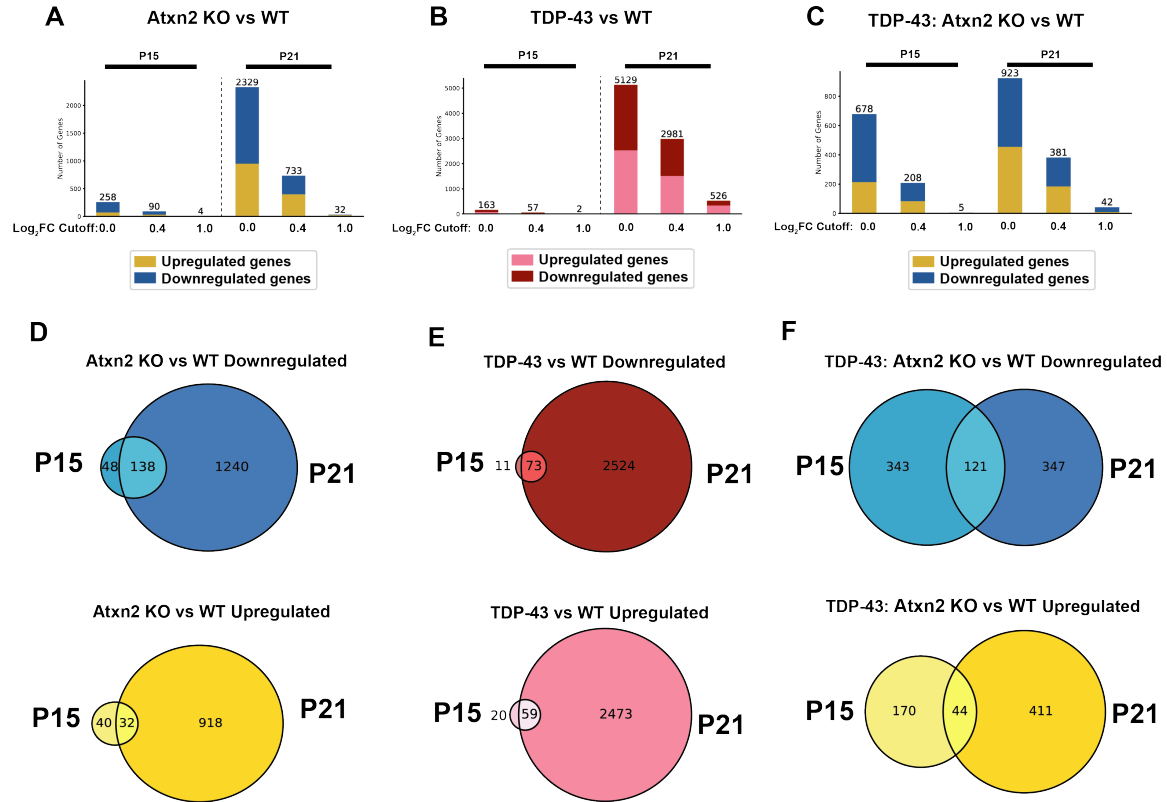 A
Atxn2 KO vs WT
P15
P21
Number of Genes
2000
1500
1000
500
0
258
90
4
2329
733
32
Log2FC Cutoff: 0.0 0.4 1.0 0.0 0.4 1.0
Upregulated genes
Downregulated genes
B
TDP-43 vs WT
P15
P21
Number of Genes
5000
4000
3000
2000
1000
0
163
57
2
5129
2981
526
Log2FC Cutoff: 0.0 0.4 1.0 0.0 0.4 1.0
Upregulated genes
Downregulated genes
C
TDP-43: Atxn2 KO vs WT
P15
P21
Number of Genes
800
600
400
200
0
678
208
5
923
381
42
Log2FC Cutoff: 0.0 0.4 1.0 0.0 0.4 1.0
Upregulated genes
Downregulated genes
D
Atxn2 KO vs WT Downregulated
P15 48 138 1240 P21
Atxn2 KO vs WT Upregulated
P15 40 32 918 P21
E
TDP-43 vs WT Downregulated
P15 11 73 2524 P21
TDP-43 vs WT Upregulated
P15 20 59 2473 P21
F
TDP-43: Atxn2 KO vs WT Downregulated
P15 343 121 347 P21
TDP-43: Atxn2 KO vs WT Upregulated
P15 170 44 411 P21